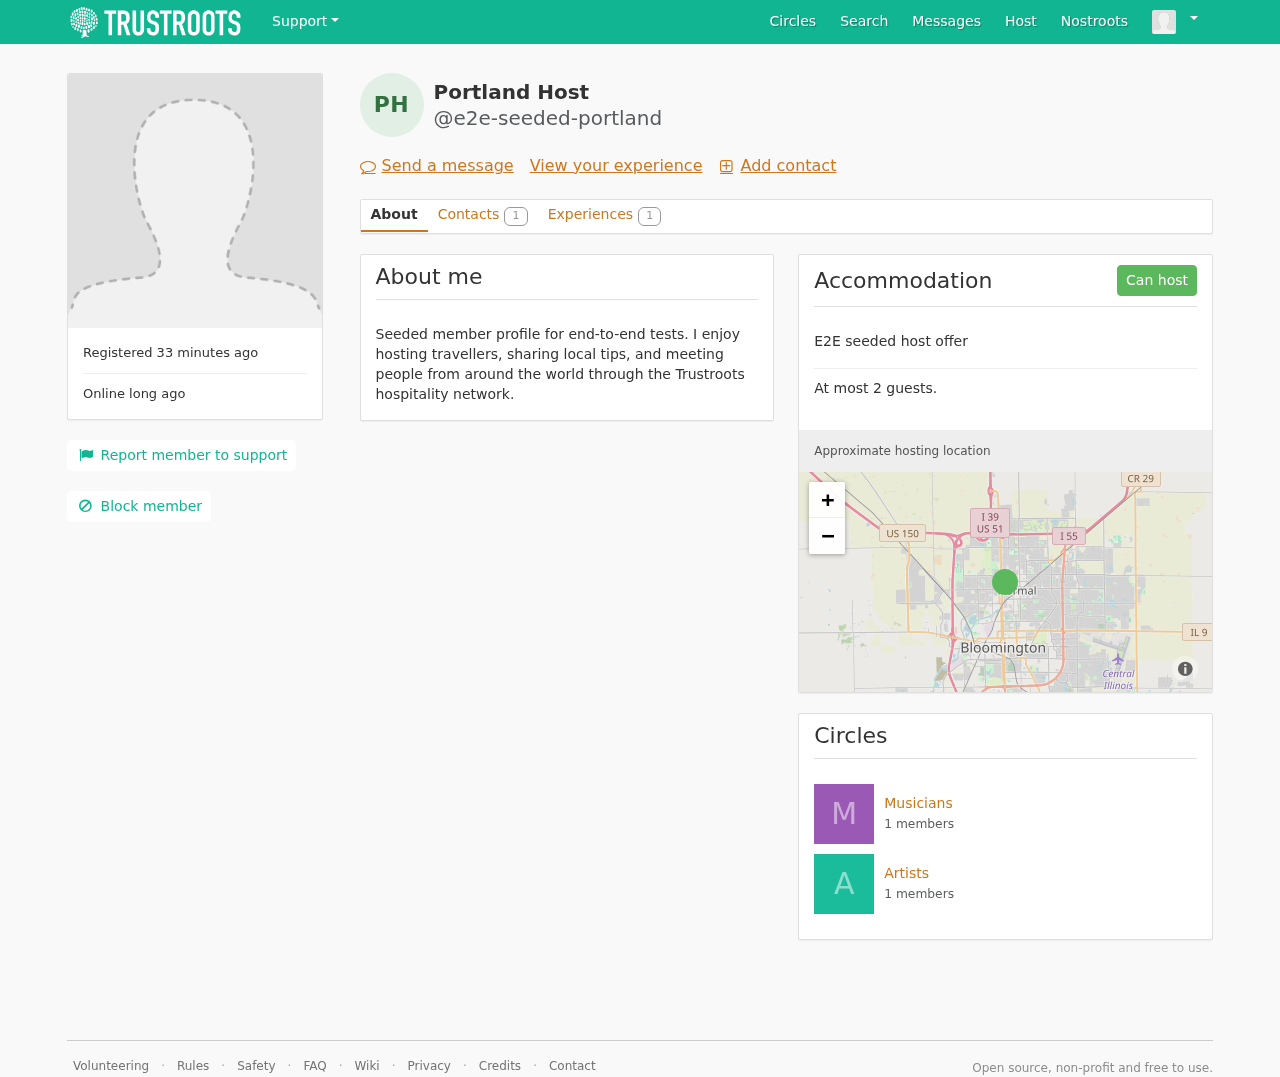 TRUSTROOTS
Support
Circles
Search
Messages
Host
Nostroots
PH
Portland Host
@e2e-seeded-portland
Send a message
View your experience
Add contact
About
Contacts 1
Experiences 1
Registered 33 minutes ago
Online long ago
Report member to support
Block member
About me
Seeded member profile for end-to-end tests. I enjoy
hosting travellers, sharing local tips, and meeting
people from around the world through the Trustroots
hospitality network.
Accommodation
Can host
E2E seeded host offer
At most 2 guests.
Approximate hosting location
+
−
CR 29
I 39
US 51
US 150
I 55
rmal
IL 9
Bloomington
Central
Illinois
Circles
M
Musicians
1 members
A
Artists
1 members
Volunteering · Rules · Safety · FAQ · Wiki · Privacy · Credits · Contact
Open source, non-profit and free to use.